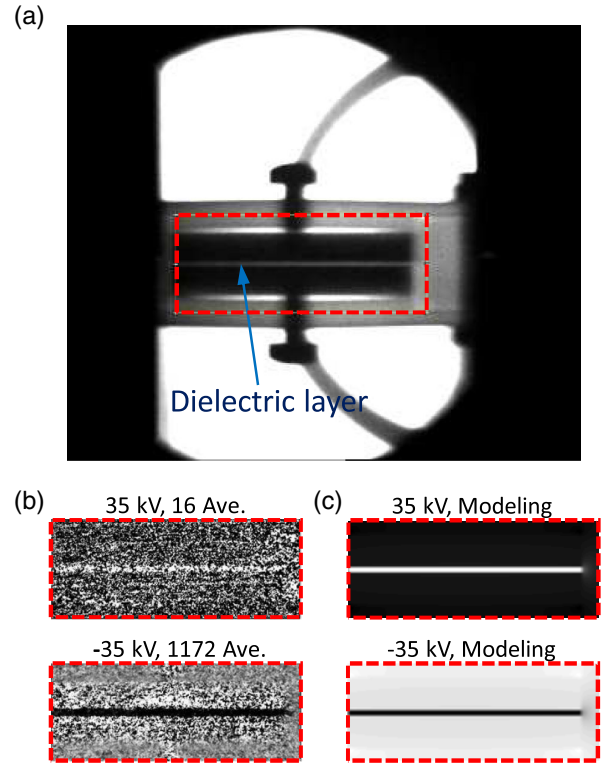 (a)
Dielectric layer
(b)
35 kV, 16 Ave.
(c)
35 kV, Modeling
-35 kV, 1172 Ave.
-35 kV, Modeling